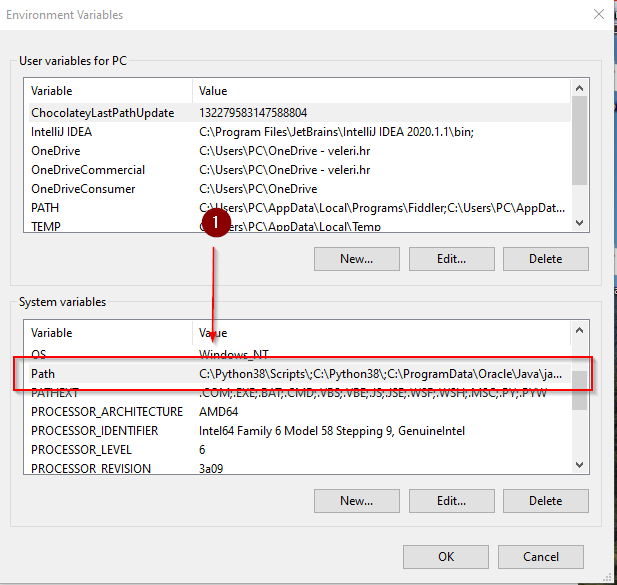 Environment Variables
User variables for PC
Variable Value
ChocolateyLastPathUpdate 132279583147588804
IntelliJ IDEA C:\Program Files\JetBrains\IntelliJ IDEA 2020.1.1\bin;
OneDrive C:\Users\PC\OneDrive - veleri.hr
OneDriveCommercial C:\Users\PC\OneDrive - veleri.hr
OneDriveConsumer C:\Users\PC\OneDrive
PATH C:\Users\PC\AppData\Local\Programs\Fiddler;C:\Users\PC\AppDat...
TEMP C:\Users\PC\AppData\Local\Temp
1
New... Edit... Delete
System variables
Variable Value
OS Windows_NT
Path C:\Python38\Scripts\;C:\Python38\;C:\ProgramData\Oracle\Java\ja...
PATHEXT .COM;.EXE;.BAT;.CMD;.VBS;.VBE;.JS;.JSE;.WSF;.WSH;.MSC;.PY;.PYW
PROCESSOR_ARCHITECTURE AMD64
PROCESSOR_IDENTIFIER Intel64 Family 6 Model 58 Stepping 9, GenuineIntel
PROCESSOR_LEVEL 6
PROCESSOR_REVISION 3a09
New... Edit... Delete
OK Cancel